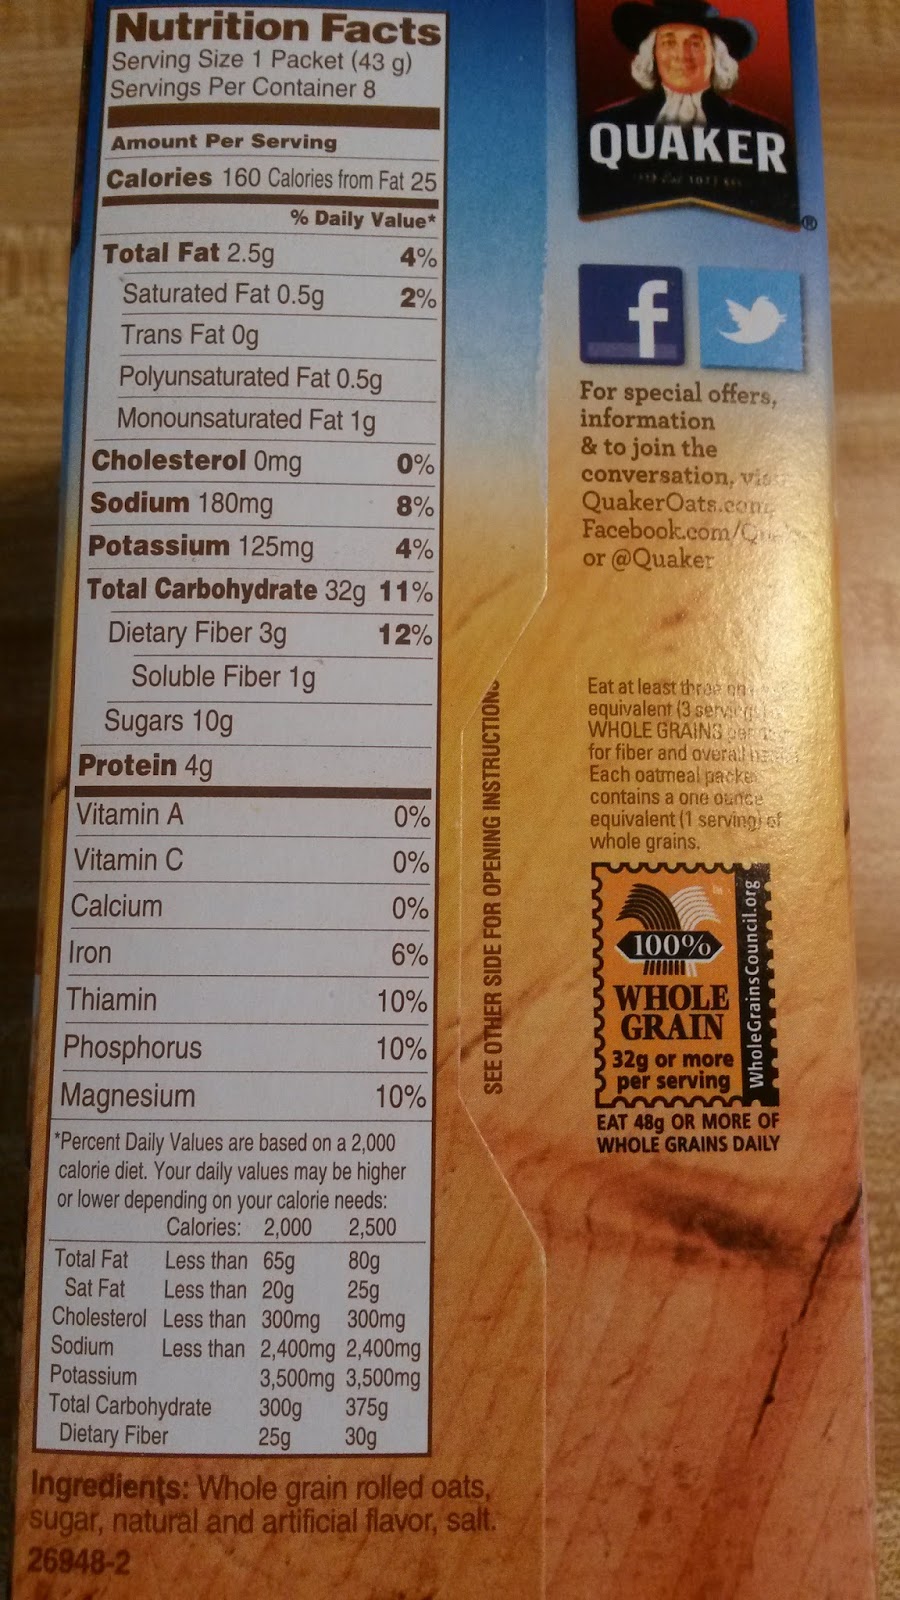 Nutrition Facts
Serving Size 1 Packet (43 g)
Servings Per Container 8
Amount Per Serving
Calories 160 Calories from Fat 25
% Daily Value*
Total Fat 2.5g 4%
Saturated Fat 0.5g 2%
Trans Fat 0g
Polyunsaturated Fat 0.5g
Monounsaturated Fat 1g
Cholesterol 0mg 0%
Sodium 180mg 8%
Potassium 125mg 4%
Total Carbohydrate 32g 11%
Dietary Fiber 3g 12%
Soluble Fiber 1g
Sugars 10g
Protein 4g
Vitamin A 0%
Vitamin C 0%
Calcium 0%
Iron 6%
Thiamin 10%
Phosphorus 10%
Magnesium 10%
*Percent Daily Values are based on a 2,000
calorie diet. Your daily values may be higher
or lower depending on your calorie needs:
Calories: 2,000 2,500
Total Fat Less than 65g 80g
Sat Fat Less than 20g 25g
Cholesterol Less than 300mg 300mg
Sodium Less than 2,400mg 2,400mg
Potassium 3,500mg 3,500mg
Total Carbohydrate 300g 375g
Dietary Fiber 25g 30g
Ingredients: Whole grain rolled oats,
sugar, natural and artificial flavor, salt.
26948-2
SEE OTHER SIDE FOR OPENING INSTRUCTIONS
QUAKER
®
f
For special offers,
information
& to join the
conversation,
QuakerOats.com,
or @Quaker
Eat at least three
equivalent (3
WHOLE GRAINS
for fiber and overall
Each oatmeal
contains a one ounce
equivalent (1 serving) of
whole grains.
100%
WHOLE
GRAIN
32g or more
per serving
WholeGrainsCouncil.org
EAT 48g OR MORE OF
WHOLE GRAINS DAILY